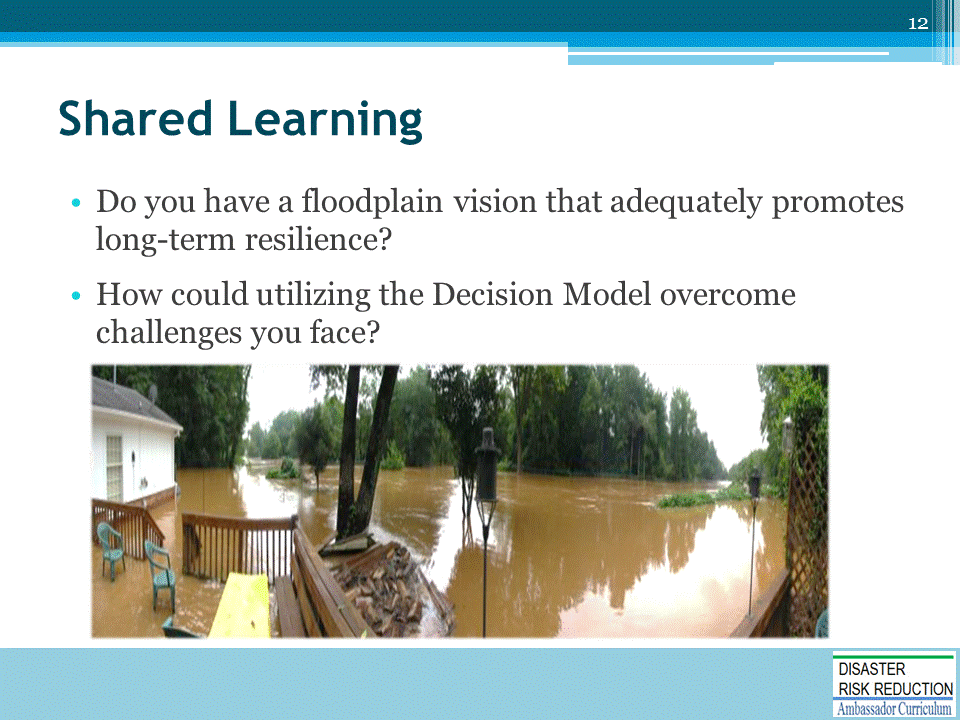 12
Shared Learning
• Do you have a floodplain vision that adequately promotes
long-term resilience?
• How could utilizing the Decision Model overcome
challenges you face?
DISASTER
RISK REDUCTION
Ambassador Curriculum